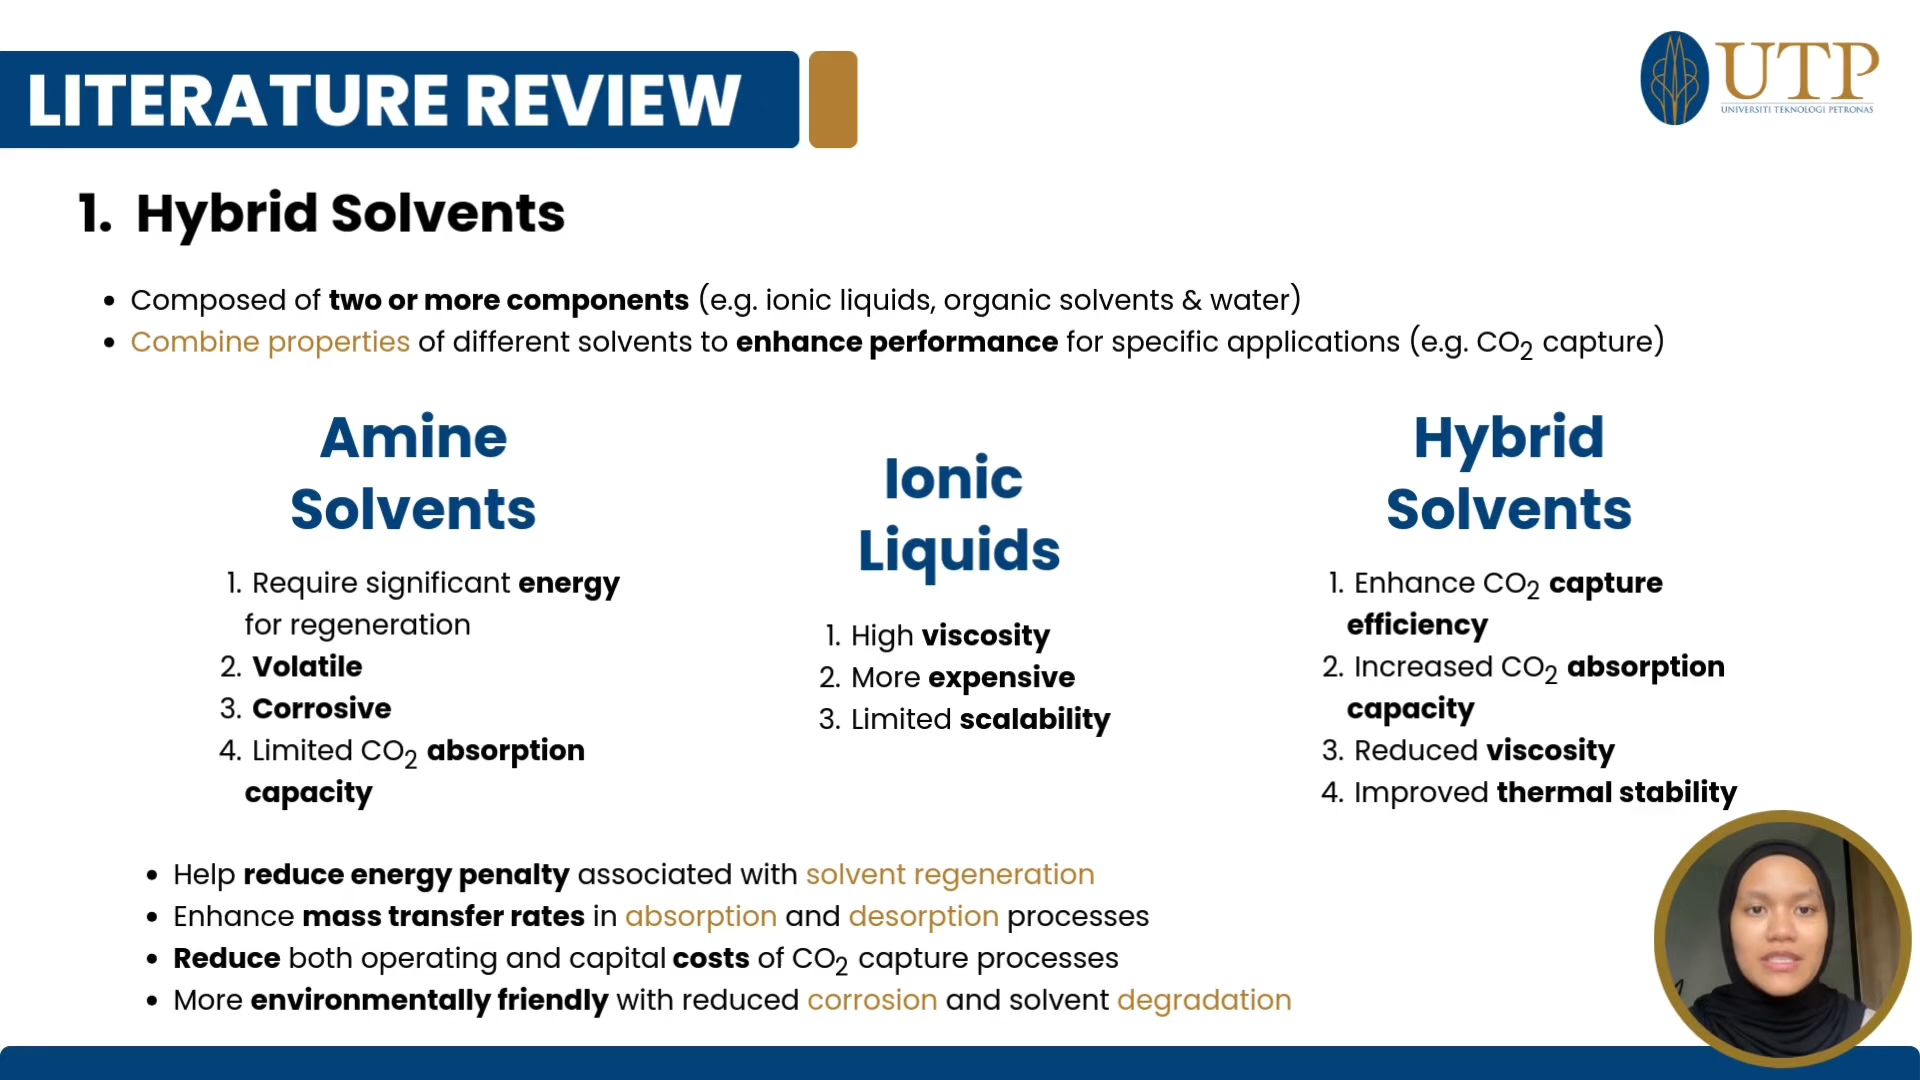 LITERATURE REVIEW
UTP
UNIVERSITI TEKNOLOGI PETRONAS
1. Hybrid Solvents
• Composed of two or more components (e.g. ionic liquids, organic solvents & water)
• Combine properties of different solvents to enhance performance for specific applications (e.g. CO2 capture)
Amine
Solvents
1. Require significant energy
for regeneration
2. Volatile
3. Corrosive
4. Limited CO2 absorption
capacity
Ionic
Liquids
1. High viscosity
2. More expensive
3. Limited scalability
Hybrid
Solvents
1. Enhance CO2 capture
efficiency
2. Increased CO2 absorption
capacity
3. Reduced viscosity
4. Improved thermal stability
• Help reduce energy penalty associated with solvent regeneration
• Enhance mass transfer rates in absorption and desorption processes
• Reduce both operating and capital costs of CO2 capture processes
• More environmentally friendly with reduced corrosion and solvent degradation